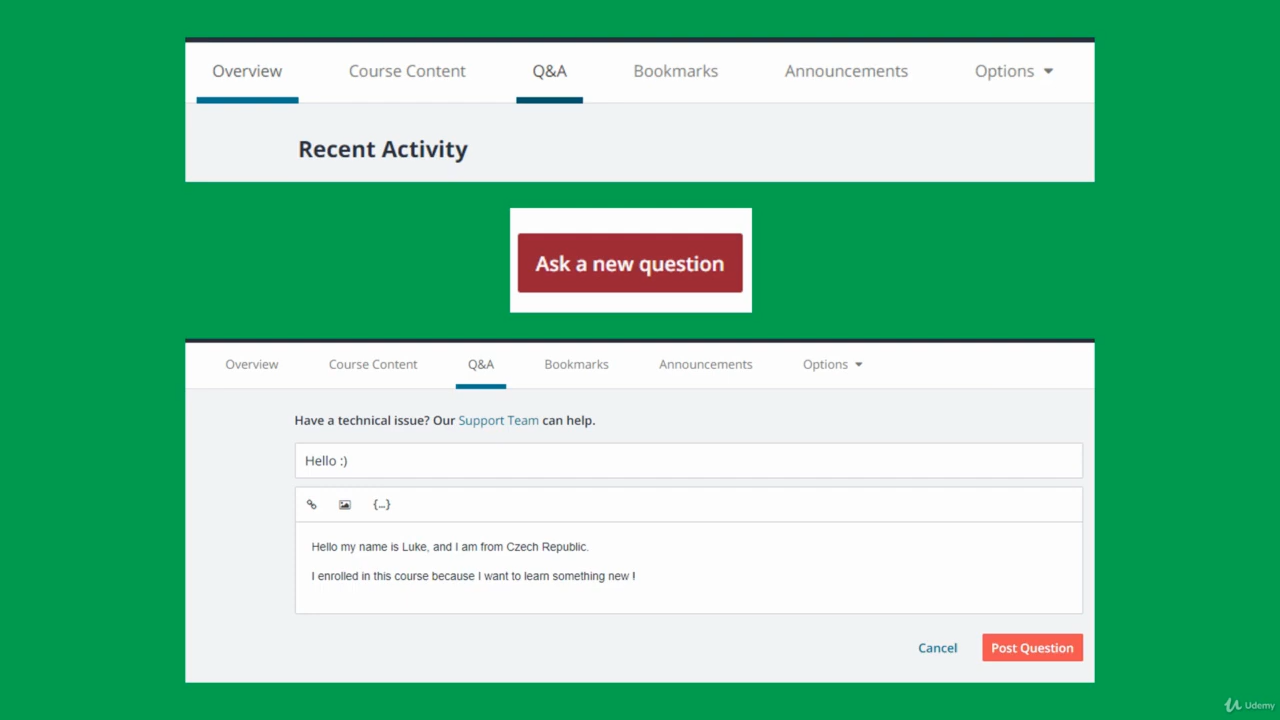 Overview Course Content Q&A Bookmarks Announcements Options
Recent Activity
Ask a new question
Overview Course Content Q&A Bookmarks Announcements Options
Have a technical issue? Our Support Team can help.
Hello :)
{...}
Hello my name is Luke, and I am from Czech Republic.
I enrolled in this course because I want to learn something new !
Cancel Post Question
Udemy